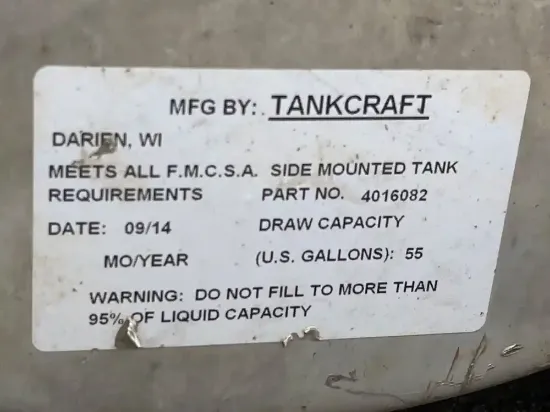 MFG BY: TANKCRAFT
DARIEN, WI
MEETS ALL F.M.C.S.A. SIDE MOUNTED TANK
REQUIREMENTS PART NO. 4016082
DATE: 09/14 DRAW CAPACITY
MO/YEAR (U.S. GALLONS): 55
WARNING: DO NOT FILL TO MORE THAN
95% OF LIQUID CAPACITY